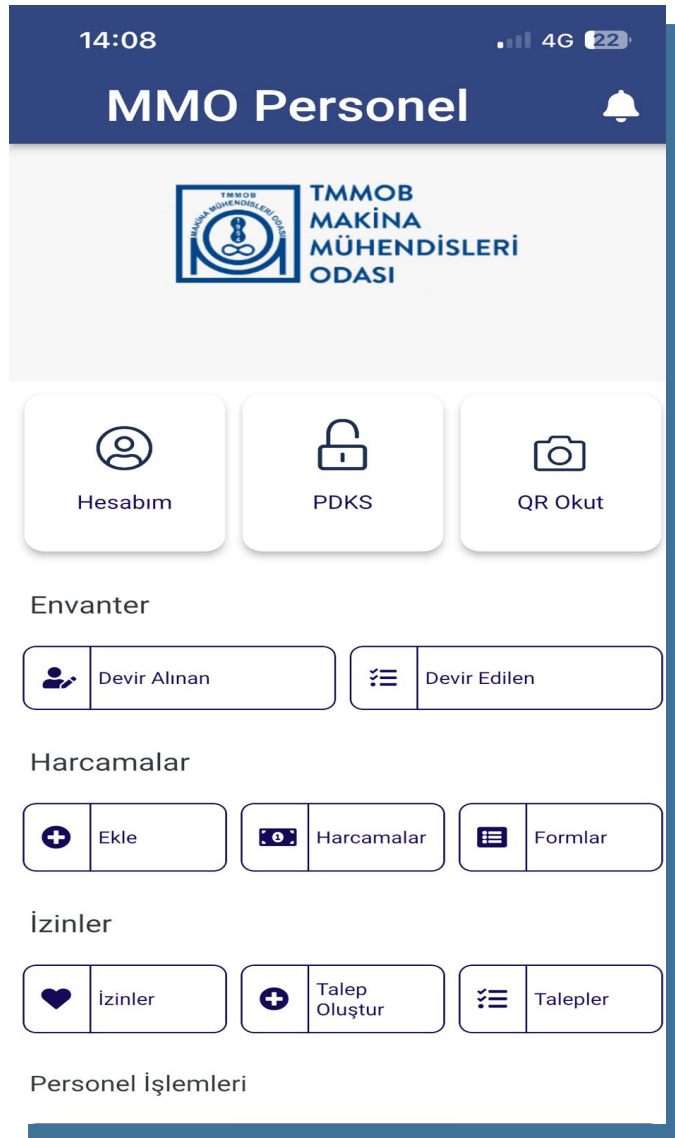 14:08 4G 22
MMO Personel
TMMOB
MAKİNA MÜHENDİSLERİ ODASI
TMMOB
MAKİNA
MÜHENDİSLERİ
ODASI
Hesabım PDKS QR Okut
Envanter
Devir Alınan Devir Edilen
Harcamalar
Ekle Harcamalar Formlar
İzinler
İzinler Talep Oluştur Talepler
Personel İşlemleri